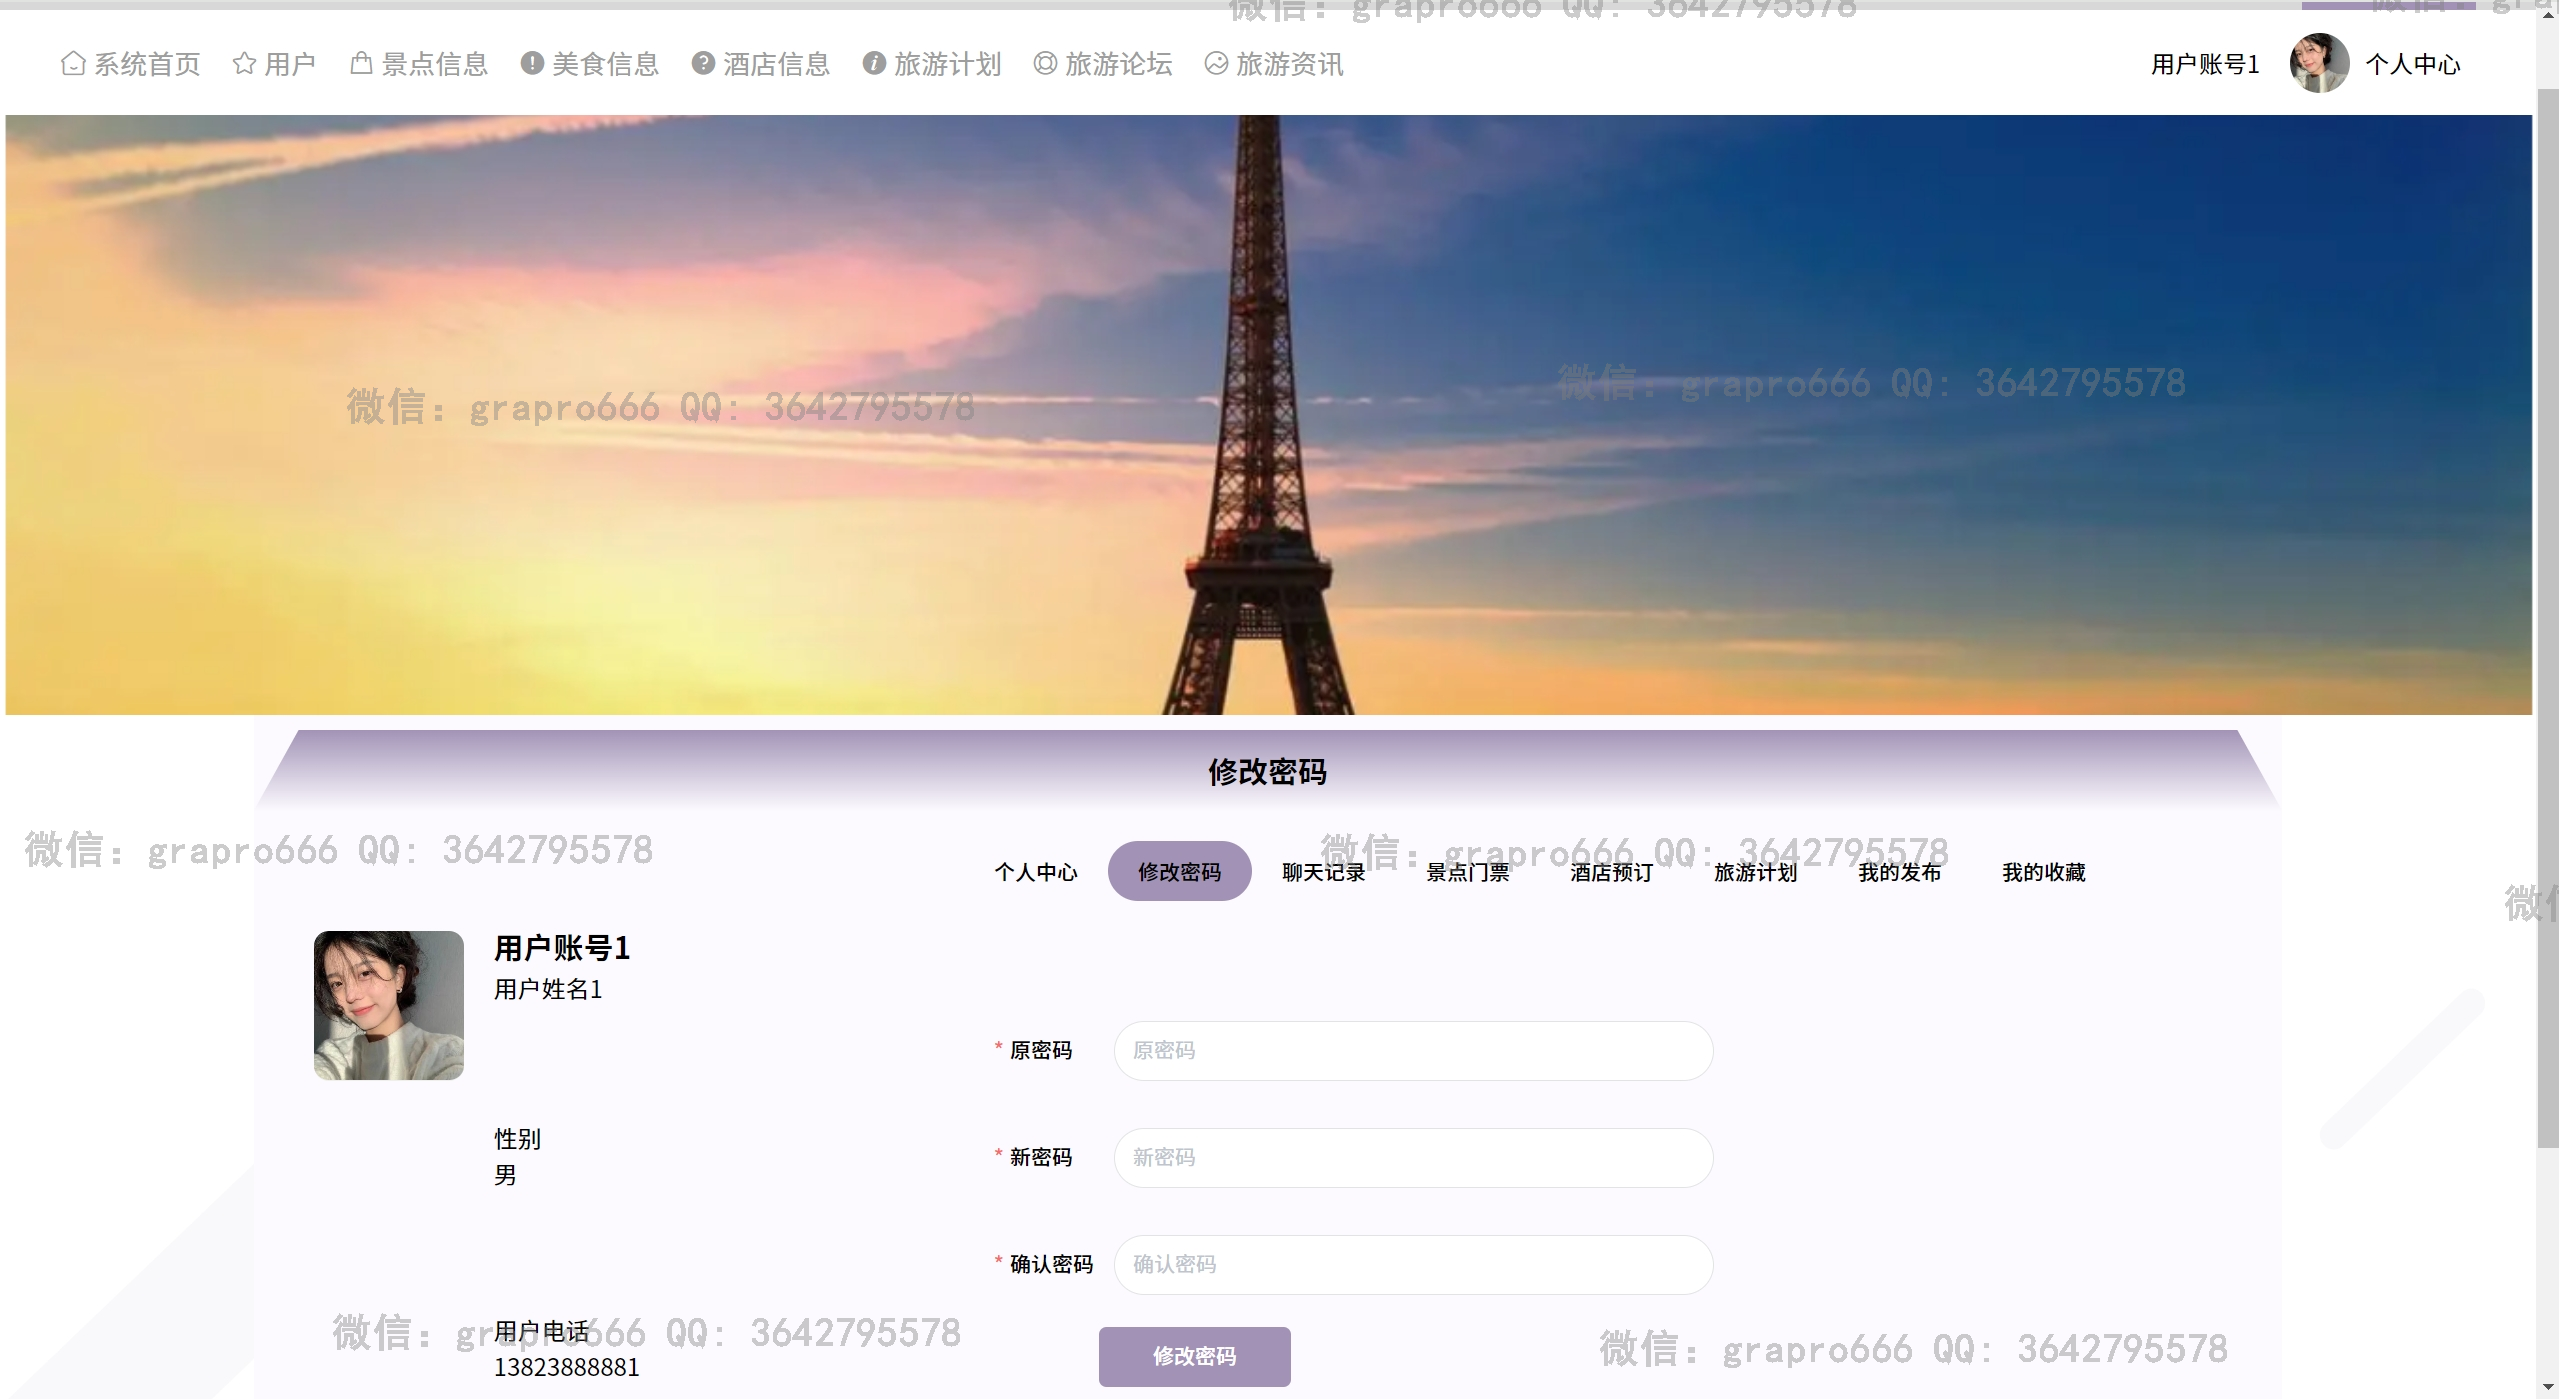 微信: grapro666 QQ: 3642795578
系统首页 用户 景点信息 美食信息 酒店信息 旅游计划 旅游论坛 旅游资讯 用户账号1 个人中心
微信: grapro666 QQ: 3642795578
微信: grapro666 QQ: 3642795578
修改密码
微信: grapro666 QQ: 3642795578
微信: grapro666 QQ: 3642795578
个人中心 修改密码 聊天记录 景点门票 酒店预订 旅游计划 我的发布 我的收藏
用户账号1
用户姓名1
* 原密码 原密码
性别
男
* 新密码 新密码
* 确认密码 确认密码
用户电话
微信: grapro666 QQ: 3642795578
13823888881
修改密码
微信: grapro666 QQ: 3642795578